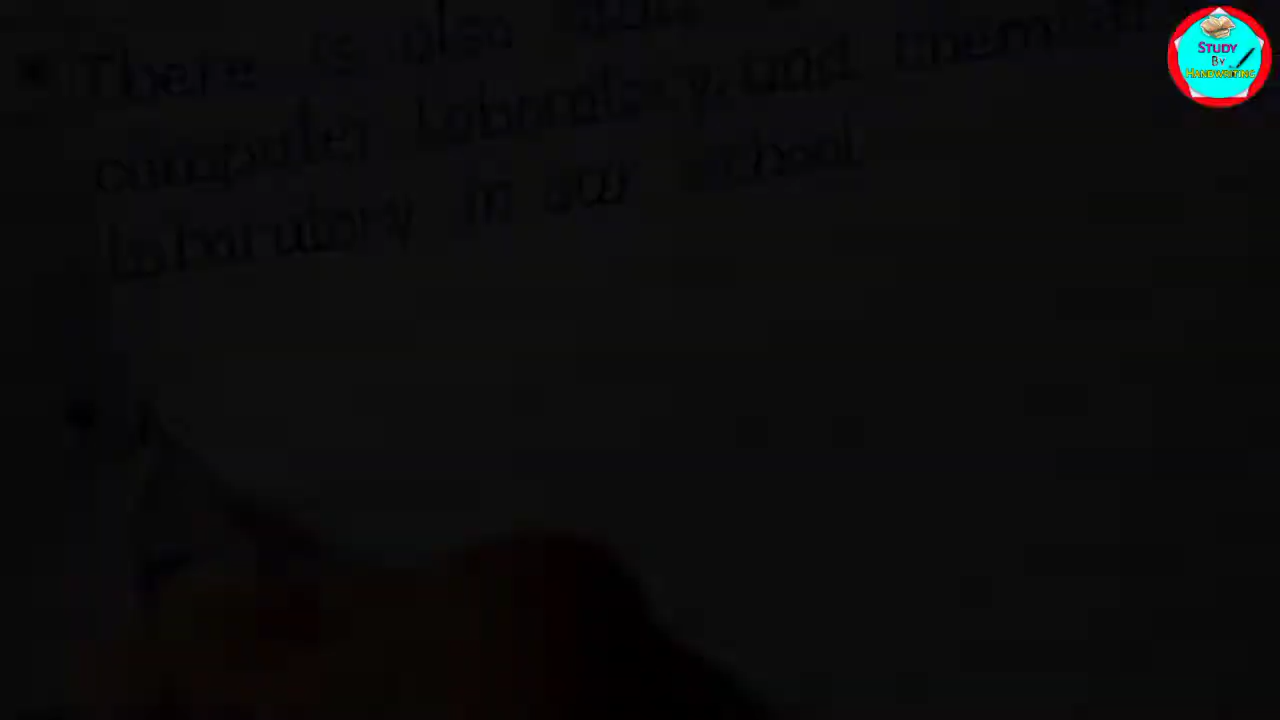 There is also
computer laboratory, and
laboratory in our school
STUDY
BY
HANDWRITING